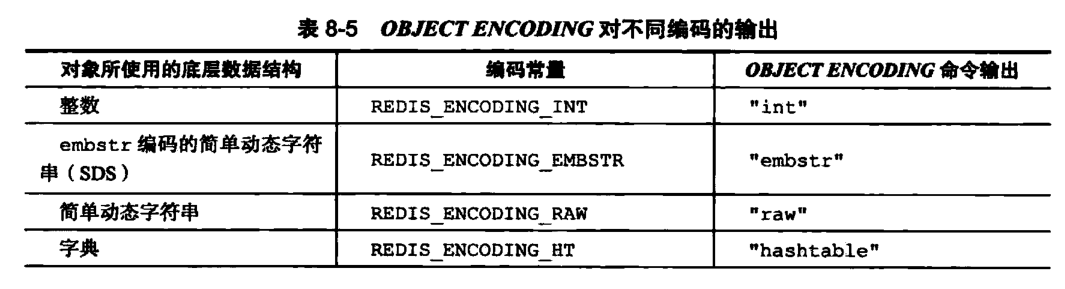 表 8-5 OBJECT ENCODING 对不同编码的输出
对象所使用的底层数据结构 编码常量 OBJECT ENCODING 命令输出
整数 REDIS_ENCODING_INT "int"
embstr 编码的简单动态字符
串(SDS) REDIS_ENCODING_EMBSTR "embstr"
简单动态字符串 REDIS_ENCODING_RAW "raw"
字典 REDIS_ENCODING_HT "hashtable"